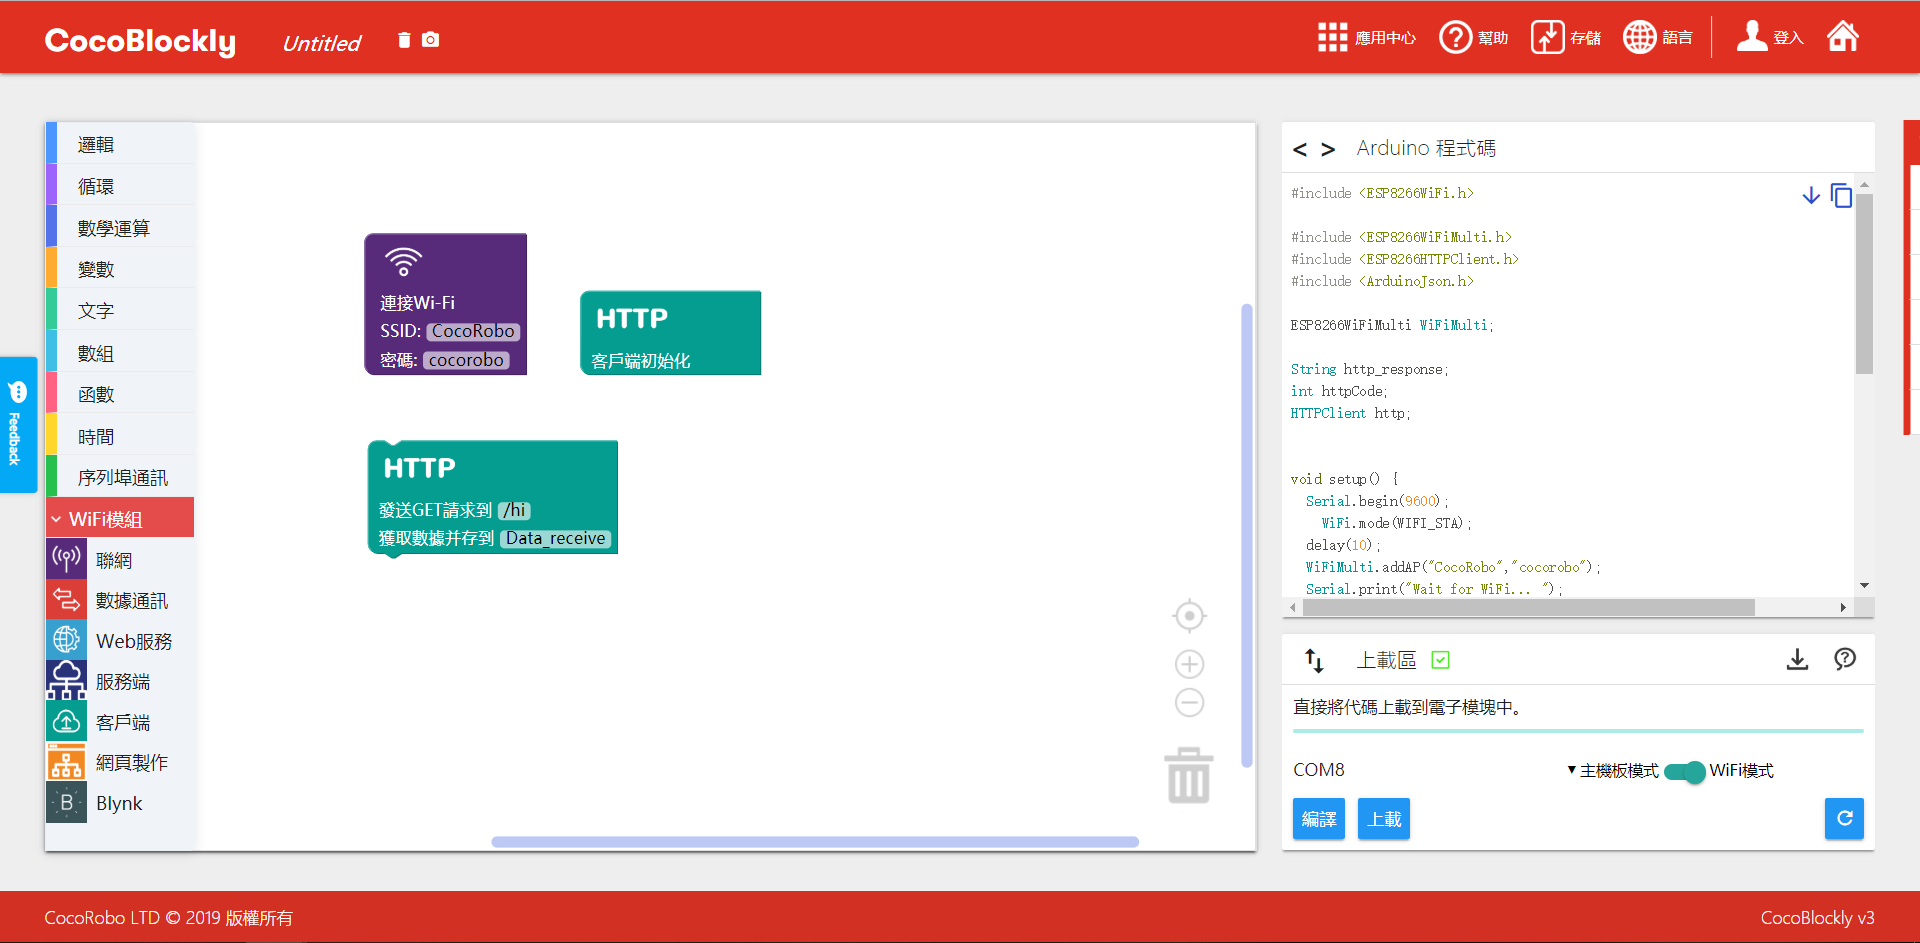 CocoBlockly
Untitled
應用中心
幫助
存儲
語言
登入
邏輯
循環
數學運算
變數
文字
數組
函數
時間
序列埠通訊
WiFi模組
聯網
數據通訊
Web服務
服務端
客戶端
網頁製作
B
Blynk
Feedback
連接Wi-Fi
SSID: CocoRobo
密碼: cocorobo
HTTP
客戶端初始化
HTTP
發送GET請求到 /hi
獲取數據并存到 Data_receive
< > Arduino 程式碼
#include <ESP8266WiFi.h>
#include <ESP8266WiFiMulti.h>
#include <ESP8266HTTPClient.h>
#include <ArduinoJson.h>
ESP8266WiFiMulti WiFiMulti;
String http_response;
int httpCode;
HTTPClient http;
void setup() {
Serial.begin(9600);
WiFi.mode(WIFI_STA);
delay(10);
WiFiMulti.addAP("CocoRobo","cocorobo");
Serial.print("Wait for WiFi... ");
上載區
直接將代碼上載到電子模塊中。
COM8
主機板模式
WiFi模式
編譯
上載
CocoRobo LTD © 2019 版權所有
CocoBlockly v3